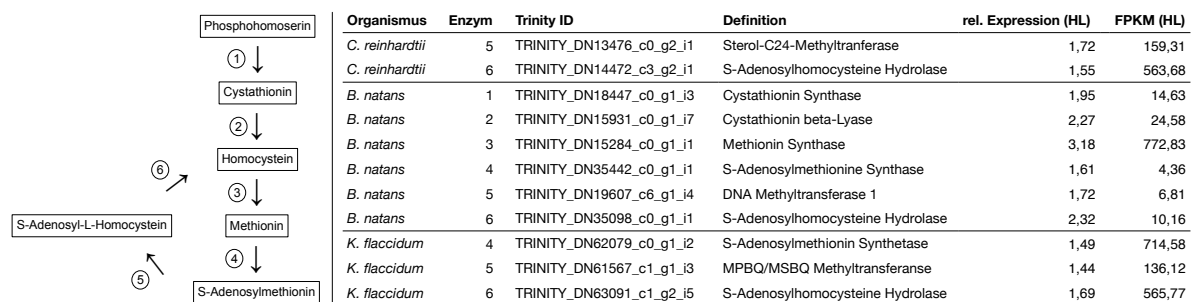 Phosphohomoserin
1
Cystathionin
2
Homocystein
6
3
S-Adenosyl-L-Homocystein
Methionin
4
5
S-Adenosylmethionin
Organismus Enzym Trinity ID Definition rel. Expression (HL) FPKM (HL)
C. reinhardtii 5 TRINITY_DN13476_c0_g2_i1 Sterol-C24-Methyltranferase 1,72 159,31
C. reinhardtii 6 TRINITY_DN14472_c3_g2_i1 S-Adenosylhomocysteine Hydrolase 1,55 563,68
B. natans 1 TRINITY_DN18447_c0_g1_i3 Cystathionin Synthase 1,95 14,63
B. natans 2 TRINITY_DN15931_c0_g1_i7 Cystathionin beta-Lyase 2,27 24,58
B. natans 3 TRINITY_DN15284_c0_g1_i1 Methionin Synthase 3,18 772,83
B. natans 4 TRINITY_DN35442_c0_g1_i1 S-Adenosylmethionine Synthase 1,61 4,36
B. natans 5 TRINITY_DN19607_c6_g1_i4 DNA Methyltransferase 1 1,72 6,81
B. natans 6 TRINITY_DN35098_c0_g1_i1 S-Adenosylhomocysteine Hydrolase 2,32 10,16
K. flaccidum 4 TRINITY_DN62079_c0_g1_i2 S-Adenosylmethionin Synthetase 1,49 714,58
K. flaccidum 5 TRINITY_DN61567_c1_g1_i3 MPBQ/MSBQ Methyltranferanse 1,44 136,12
K. flaccidum 6 TRINITY_DN63091_c1_g2_i5 S-Adenosylhomocysteine Hydrolase 1,69 565,77